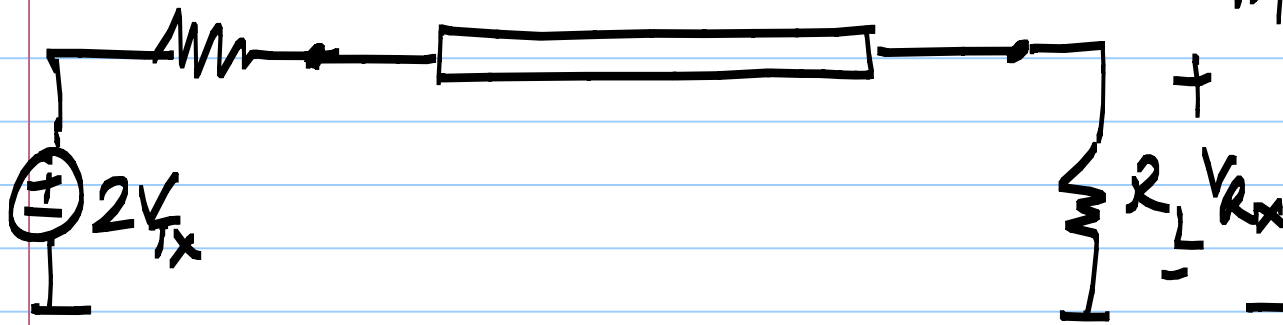 +
2V_Tx
R_L V_Rx
+
-